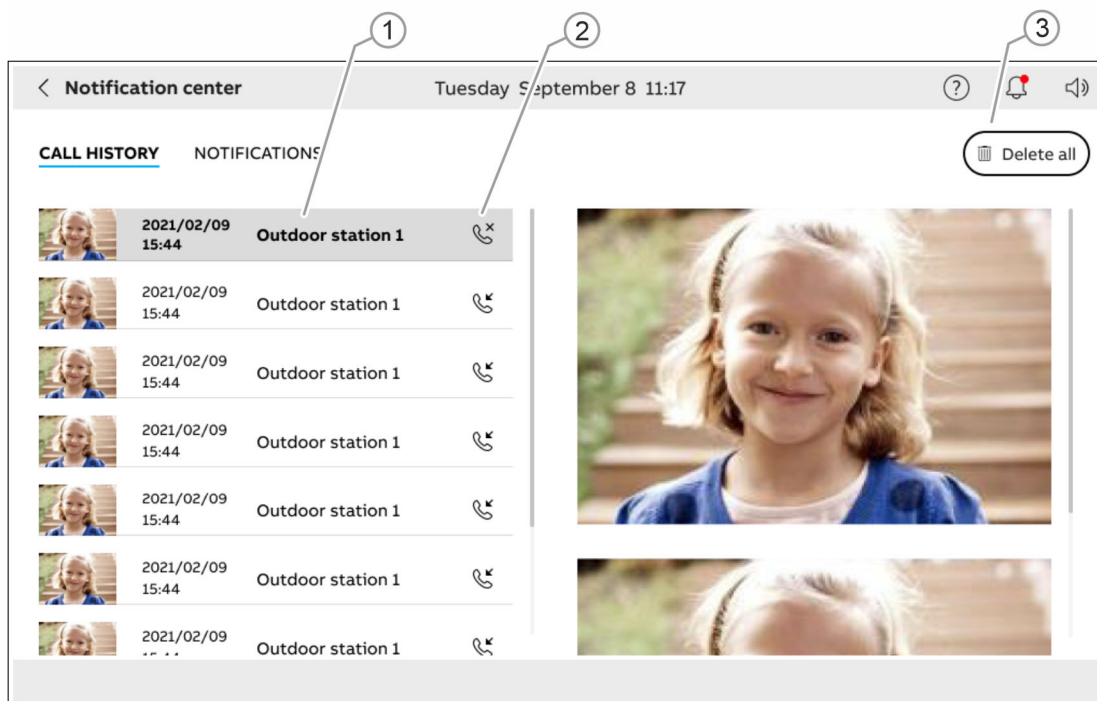 1 2 3
Notification center Tuesday September 8 11:17 ?
CALL HISTORY NOTIFICATIONS Delete all
2021/02/09
15:44
Outdoor station 1
2021/02/09
15:44
Outdoor station 1
2021/02/09
15:44
Outdoor station 1
2021/02/09
15:44
Outdoor station 1
2021/02/09
15:44
Outdoor station 1
2021/02/09
15:44
Outdoor station 1
2021/02/09
Outdoor station 1